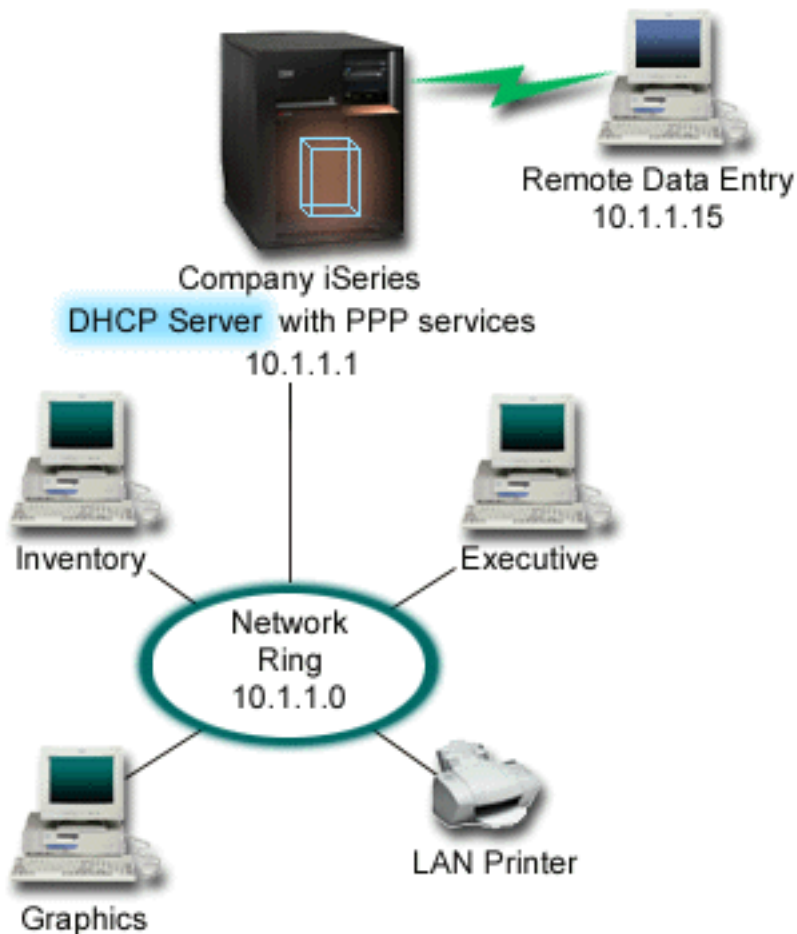 Remote Data Entry
10.1.1.15
Company iSeries
DHCP Server with PPP services
10.1.1.1
Inventory
Executive
Network
Ring
10.1.1.0
LAN Printer
Graphics